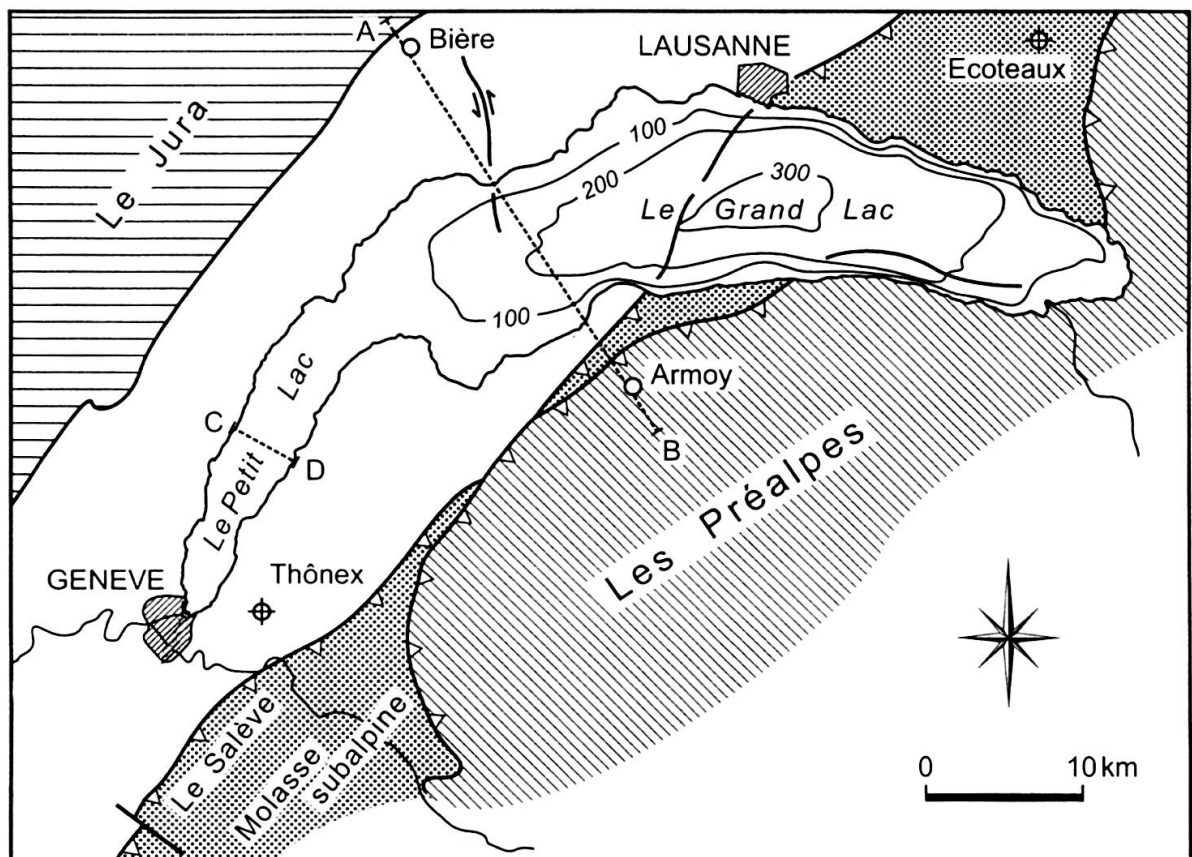 A
Bière
LAUSANNE
Ecoteaux
Le Jura
100
200
300
Le Grand Lac
100
Armoy
B
C
D
Le Petit Lac
Les Préalpes
GENEVE
Thônex
Le Salève
Molasse
subalpine
0 10 km